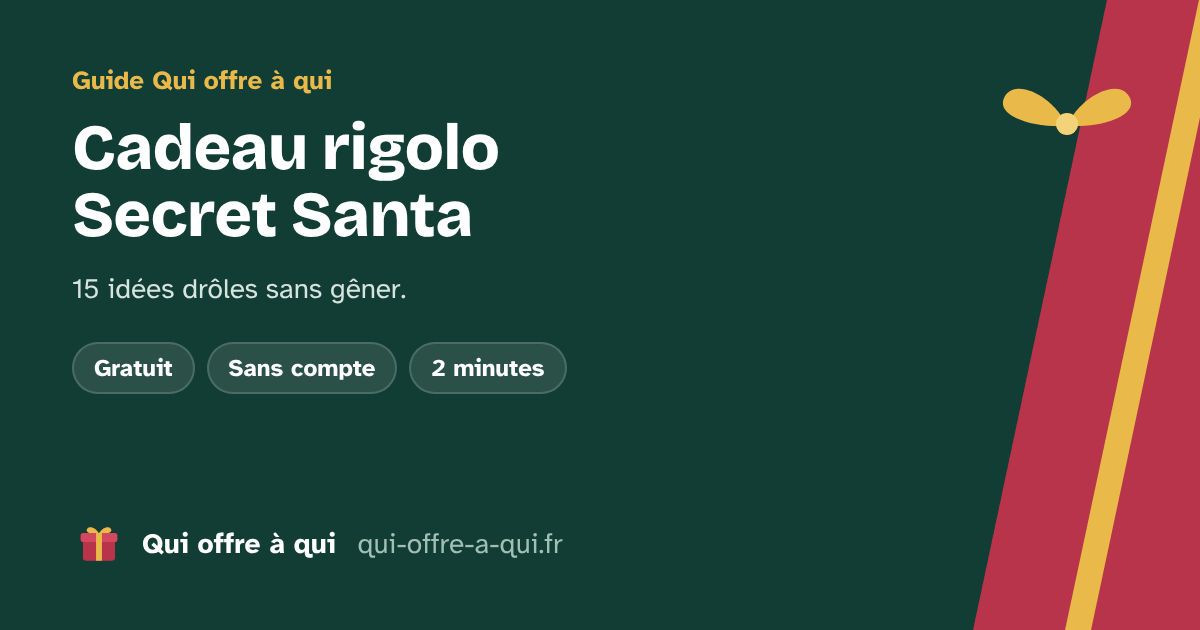 Guide Qui offre à qui
Cadeau rigolo
Secret Santa
15 idées drôles sans gêner.
Gratuit Sans compte 2 minutes
Qui offre à qui qui-offre-a-qui.fr